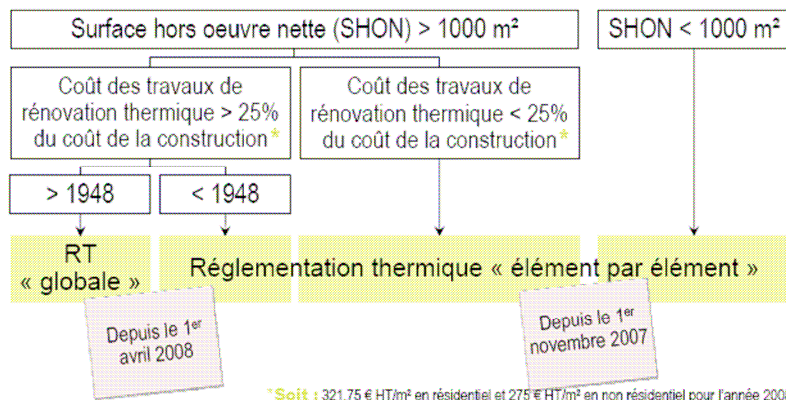 Surface hors oeuvre nette (SHON) > 1000 m²
SHON < 1000 m²
Coût des travaux de
rénovation thermique > 25%
du coût de la construction*
Coût des travaux de
rénovation thermique < 25%
du coût de la construction*
> 1948
< 1948
RT
« globale »
Réglementation thermique « élément par élément »
Depuis le 1er
avril 2008
Depuis le 1er
novembre 2007
*Soit : 321,75 € HT/m² en résidentiel et 275 € HT/m² en non résidentiel pour l'année